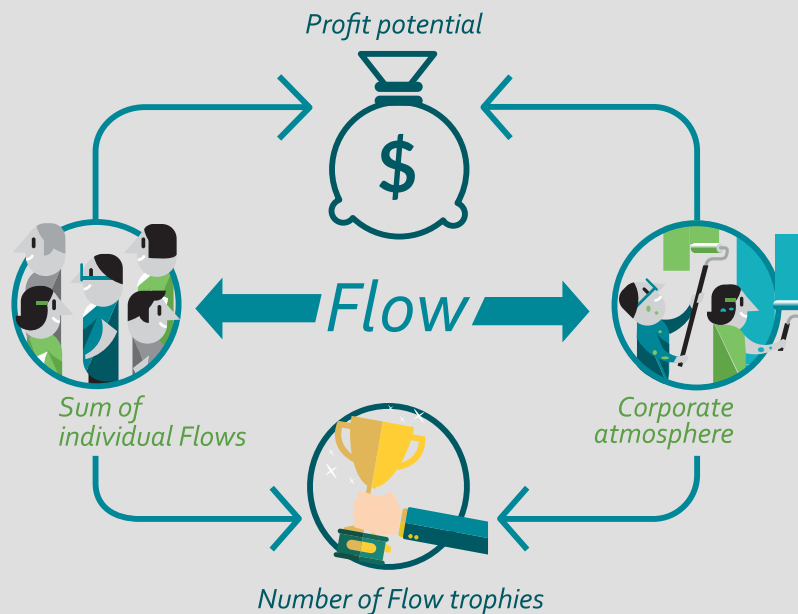 Profit potential
$
Flow
Sum of
individual Flows
Corporate
atmosphere
Number of Flow trophies